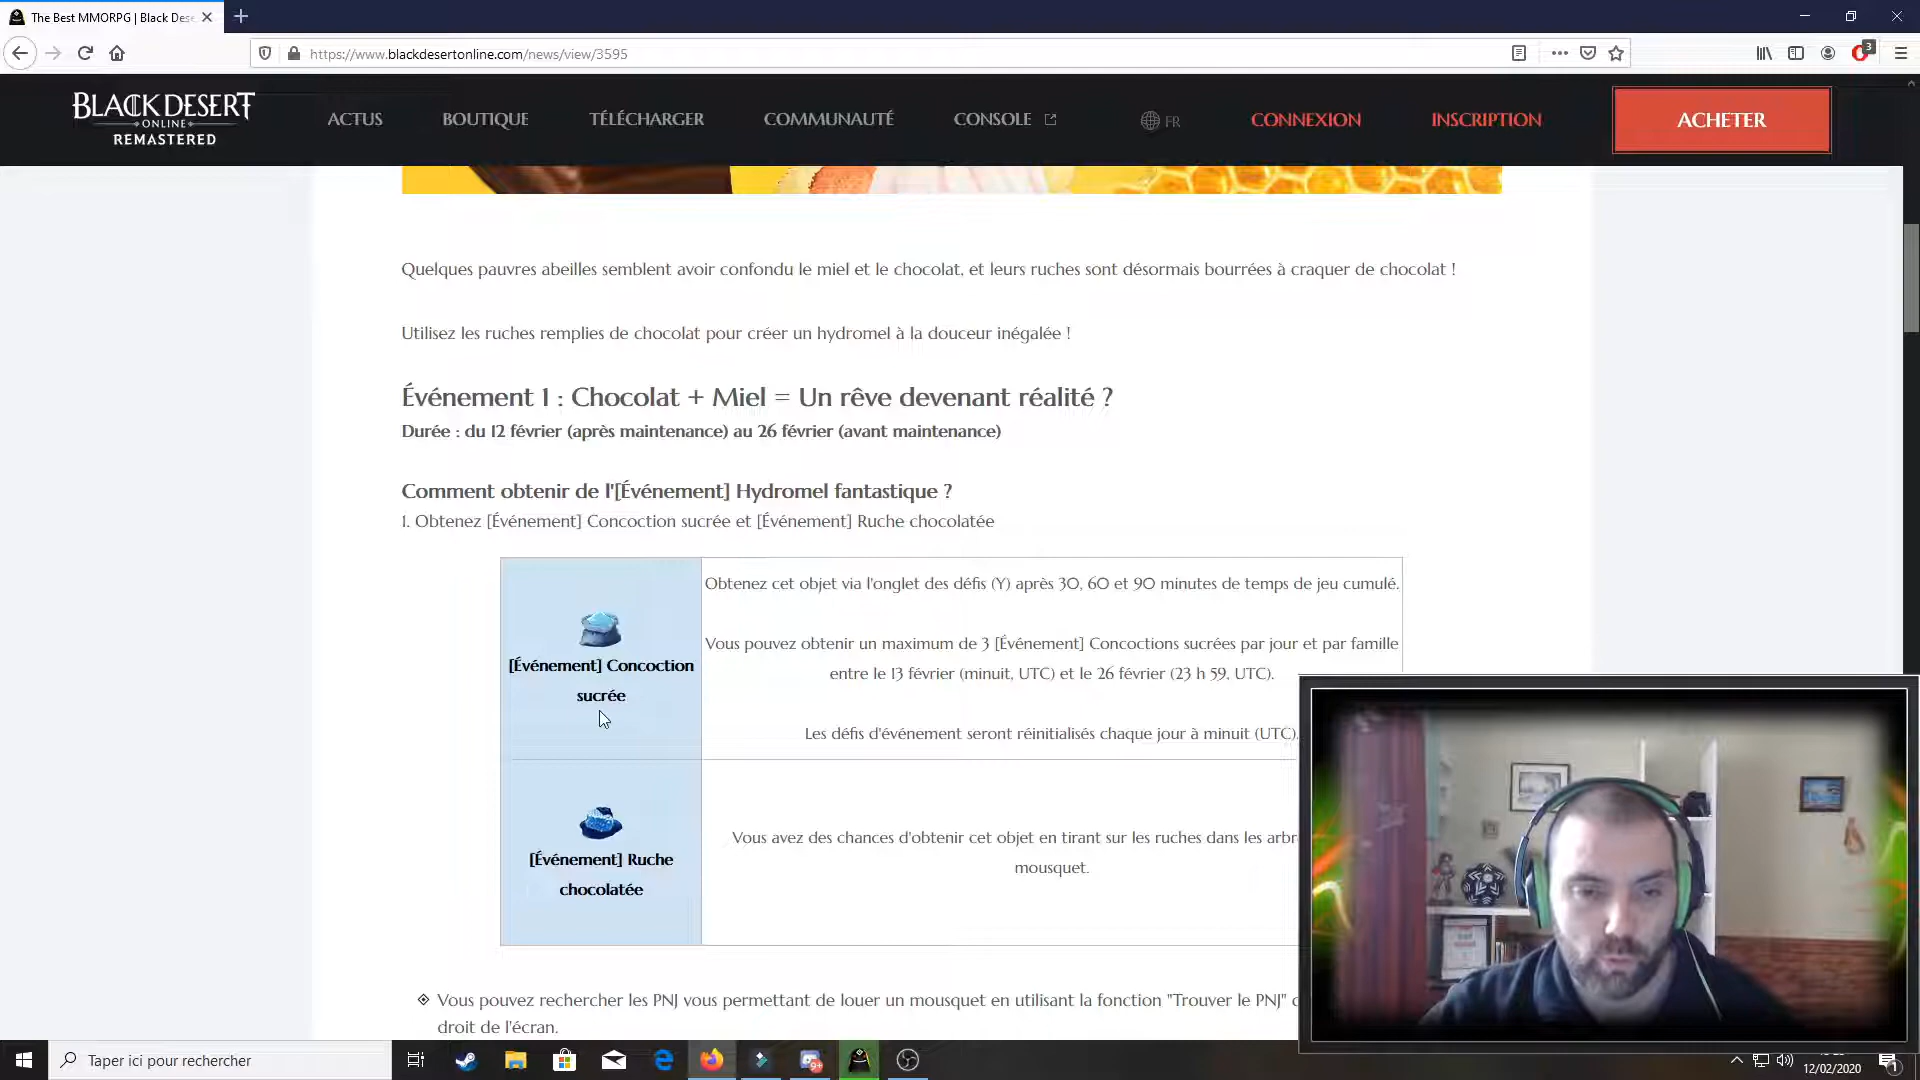 The Best MMORPG | Black Dese
https://www.blackdesertonline.com/news/view/3595
3
BLACK DESERT
ONLINE
REMASTERED
ACTUS
BOUTIQUE
TÉLÉCHARGER
COMMUNAUTÉ
CONSOLE
FR
CONNEXION
INSCRIPTION
ACHETER
Quelques pauvres abeilles semblent avoir confondu le miel et le chocolat, et leurs ruches sont désormais bourrées à craquer de chocolat !
Utilisez les ruches remplies de chocolat pour créer un hydromel à la douceur inégalée !
Événement 1 : Chocolat + Miel = Un rêve devenant réalité ?
Durée : du 12 février (après maintenance) au 26 février (avant maintenance)
Comment obtenir de l'[Événement] Hydromel fantastique ?
1. Obtenez [Événement] Concoction sucrée et [Événement] Ruche chocolatée
[Événement] Concoction
sucrée
Obtenez cet objet via l'onglet des défis (Y) après 30, 60 et 90 minutes de temps de jeu cumulé.
Vous pouvez obtenir un maximum de 3 [Événement] Concoctions sucrées par jour et par famille
entre le 13 février (minuit, UTC) et le 26 février (23 h 59, UTC).
Les défis d'événement seront réinitialisés chaque jour à minuit (UTC).
[Événement] Ruche
chocolatée
Vous avez des chances d'obtenir cet objet en tirant sur les ruches dans les arbr
mousquet.
Vous pouvez rechercher les PNJ vous permettant de louer un mousquet en utilisant la fonction "Trouver le PNJ"
droit de l'écran.
Taper ici pour rechercher
9+
12/02/2020
1